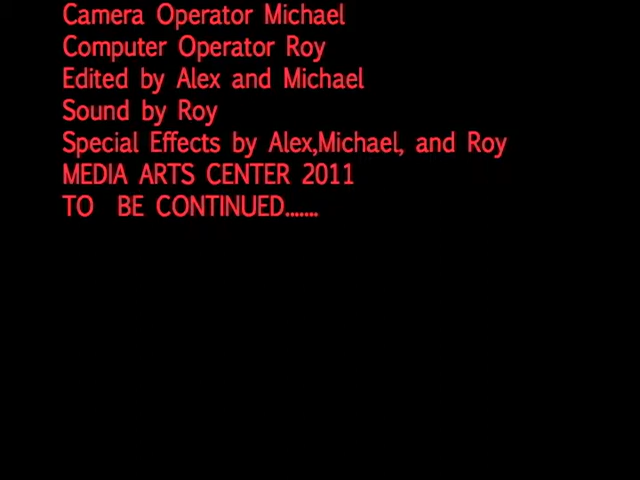 Camera Operator Michael
Computer Operator Roy
Edited by Alex and Michael
Sound by Roy
Special Effects by Alex,Michael, and Roy
MEDIA ARTS CENTER 2011
TO BE CONTINUED.......